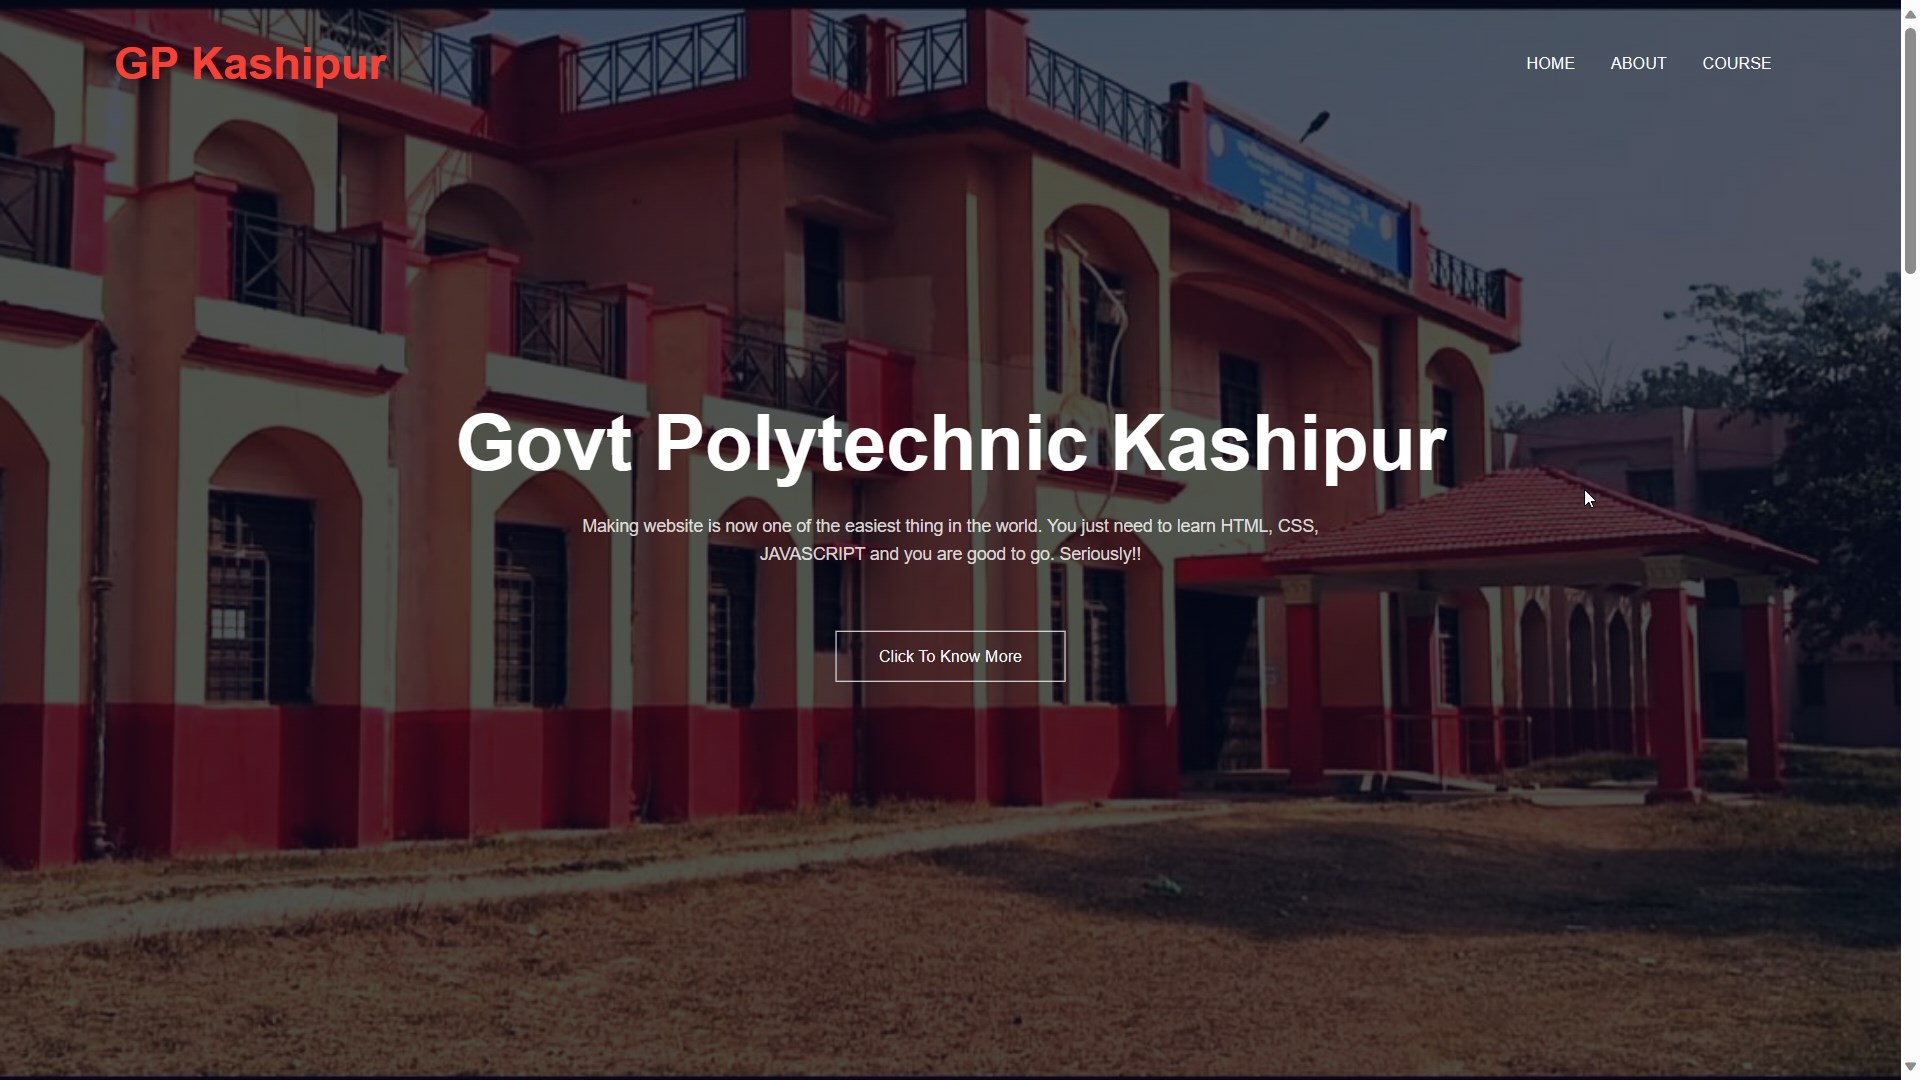 GP Kashipur
HOME ABOUT COURSE
Govt Polytechnic Kashipur
Making website is now one of the easiest thing in the world. You just need to learn HTML, CSS,
JAVASCRIPT and you are good to go. Seriously!!
Click To Know More